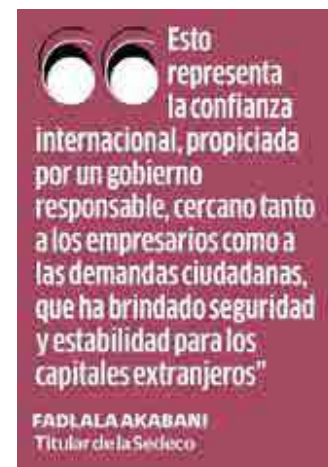 Esto
representa
la confianza
internacional, propiciada
por un gobierno
responsable, cercano tanto
a los empresarios como a
las demandas ciudadanas,
que ha brindado seguridad
y estabilidad para los
capitales extranjeros”
FADLALA AKABANI
Titular de la Sedeco